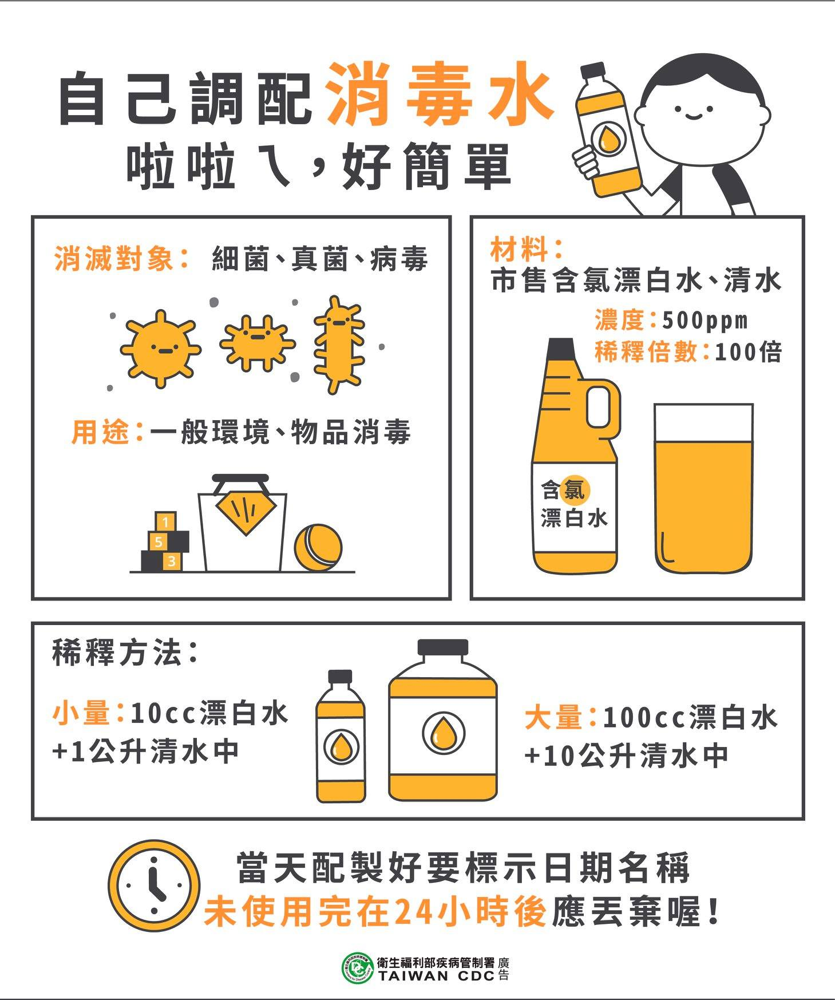 自己調配消毒水
啦啦ㄟ,好簡單
消滅對象: 細菌、真菌、病毒
用途:一般環境、物品消毒
1
5
3
材料:
市售含氯漂白水、清水
濃度:500ppm
稀釋倍數:100倍
含氯
漂白水
稀釋方法:
小量:10cc漂白水
+1公升清水中
大量:100cc漂白水
+10公升清水中
當天配製好要標示日期名稱
未使用完在24小時後應丟棄喔!
衛生福利部疾病管制署
TAIWAN CDC
廣告